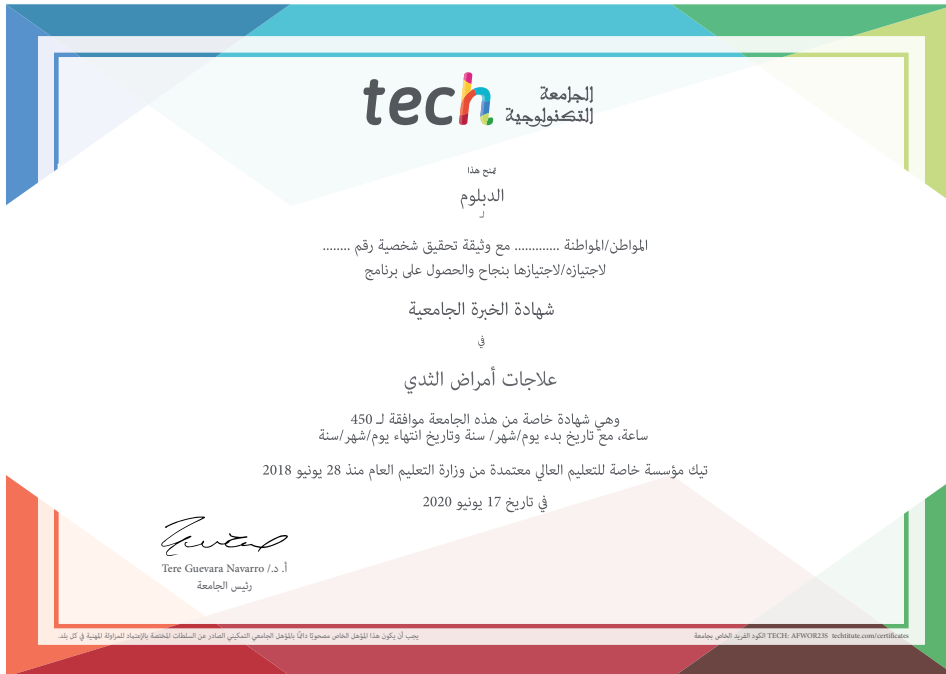 tech الجامعة
التكنولوجية
يمنح هذا
الدبلوم
لـ
المواطن/المواطنة ............. مع وثيقة تحقيق شخصية رقم ........
لاجتيازه/لاجتيازها بنجاح والحصول على برنامج
شهادة الخبرة الجامعية
في
علاجات أمراض الثدي
وهي شهادة خاصة من هذه الجامعة موافقة لـ 450
ساعة، مع تاريخ بدء يوم/شهر/ سنة وتاريخ انتهاء يوم/شهر/سنة
تيك مؤسسة خاصة للتعليم العالي معتمدة من وزارة التعليم العام منذ 28 يونيو 2018
في تاريخ 17 يونيو 2020
أ. د./ Tere Guevara Navarro
رئيس الجامعة
يجب أن يكون هذا المؤهل الخاص مصحوبًا دائمًا بالمؤهل الجامعي التمكيني الصادر عن السلطات المختصة بالإعتماد للمزاولة المهنية في كل بلد.
الكود الفريد الخاص بجامعة TECH: AFWOR23S techtitute.com/certificates